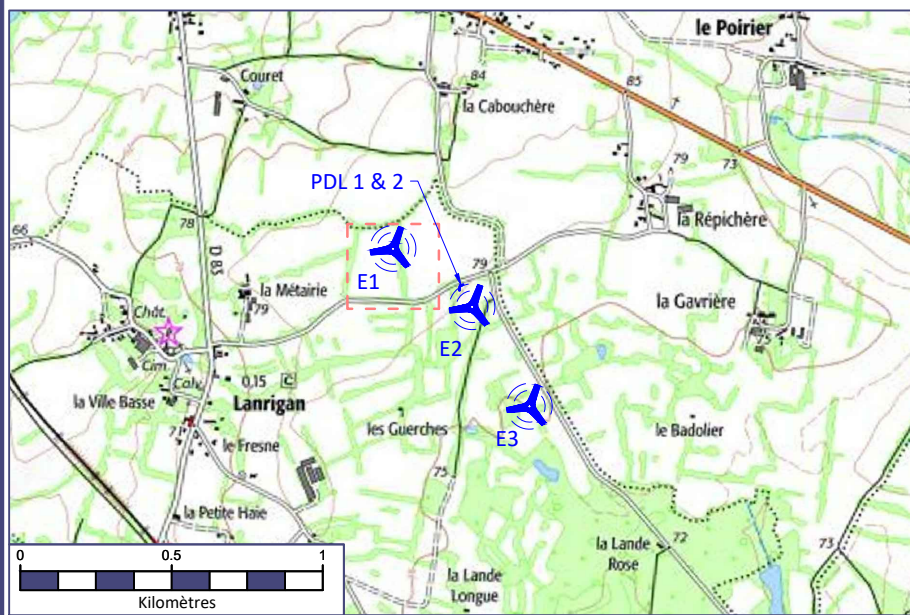 le Poirier
Couret
84
la Cabouchère
85
73
PDL 1 & 2
79
la Répichère
78
66
D 83
E1
79
la Métairie
79
la Gavrière
75
Chât.
E2
Cim.
Calv.
0,15
C
la Ville Basse
Lanrigan
71
les Guerches
E3
le Badolier
le Fresne
75
la Petite Haie
la Lande
Rose
72
73
la Lande
Longue
0
0.5
1
Kilomètres